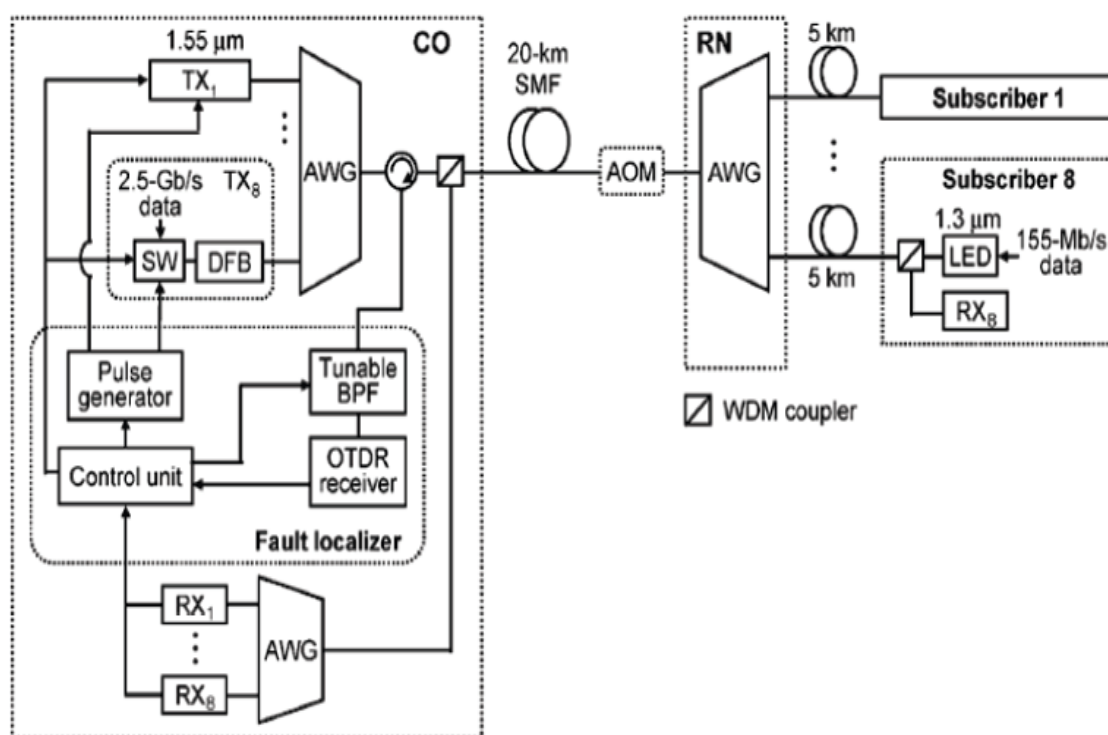 CO
1.55 μm
TX₁
2.5-Gb/s
data
TX₈
SW
DFB
AWG
Pulse
generator
Tunable
BPF
Control unit
OTDR
receiver
Fault localizer
RX₁
RX₈
AWG
20-km
SMF
AOM
RN
AWG
5 km
5 km
Subscriber 1
Subscriber 8
1.3 μm
LED
155-Mb/s
data
RX₈
WDM coupler